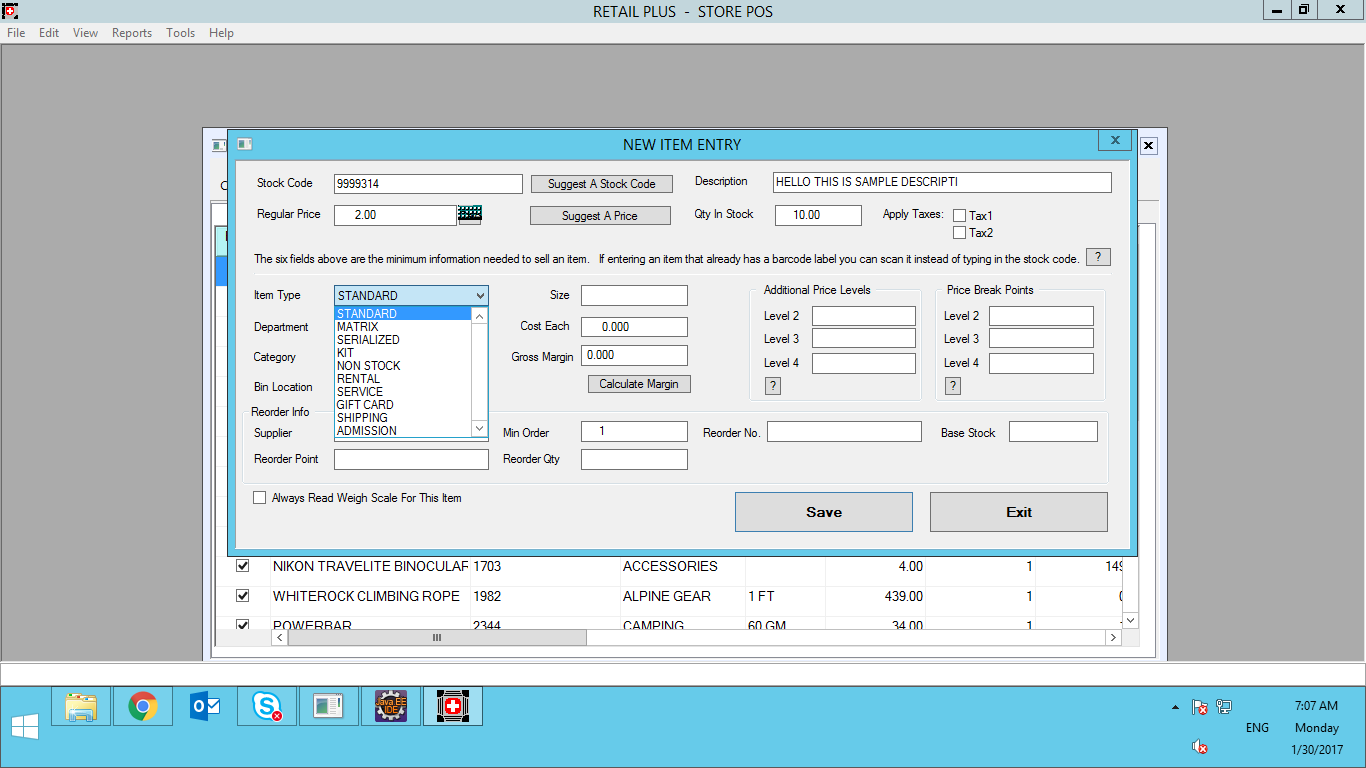 RETAIL PLUS - STORE POS
File Edit View Reports Tools Help
NEW ITEM ENTRY
Stock Code 9999314 Suggest A Stock Code Description HELLO THIS IS SAMPLE DESCRIPTI
Regular Price 2.00 Suggest A Price Qty In Stock 10.00 Apply Taxes: Tax1
Tax2
The six fields above are the minimum information needed to sell an item. If entering an item that already has a barcode label you can scan it instead of typing in the stock code. ?
Item Type STANDARD Size Additional Price Levels Price Break Points
STANDARD
MATRIX
SERIALIZED
KIT
NON STOCK
RENTAL
SERVICE
GIFT CARD
SHIPPING
ADMISSION
Level 2 Level 2
Department Cost Each 0.000
Level 3 Level 3
Category Gross Margin 0.000
Level 4 Level 4
Bin Location Calculate Margin ? ?
Reorder Info
Supplier Min Order 1 Reorder No. Base Stock
Reorder Point Reorder Qty
Always Read Weigh Scale For This Item
Save Exit
NIKON TRAVELITE BINOCULAR 1703 ACCESSORIES 4.00 1 149
WHITEROCK CLIMBING ROPE 1982 ALPINE GEAR 1 FT 439.00 1
POWERBAR 2344 CAMPING 60 GM 34.00 1
Java EE
IDE
7:07 AM
ENG Monday
1/30/2017